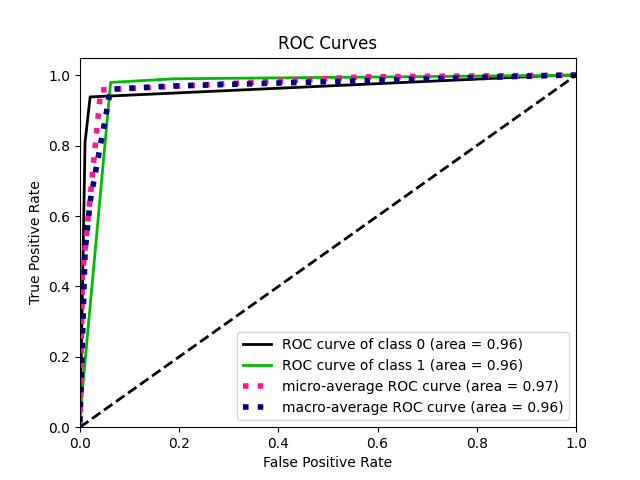 ROC Curves
1.0
0.8
0.6
0.4
0.2
0.0
True Positive Rate
ROC curve of class 0 (area = 0.96)
ROC curve of class 1 (area = 0.96)
micro-average ROC curve (area = 0.97)
macro-average ROC curve (area = 0.96)
0.0 0.2 0.4 0.6 0.8 1.0
False Positive Rate